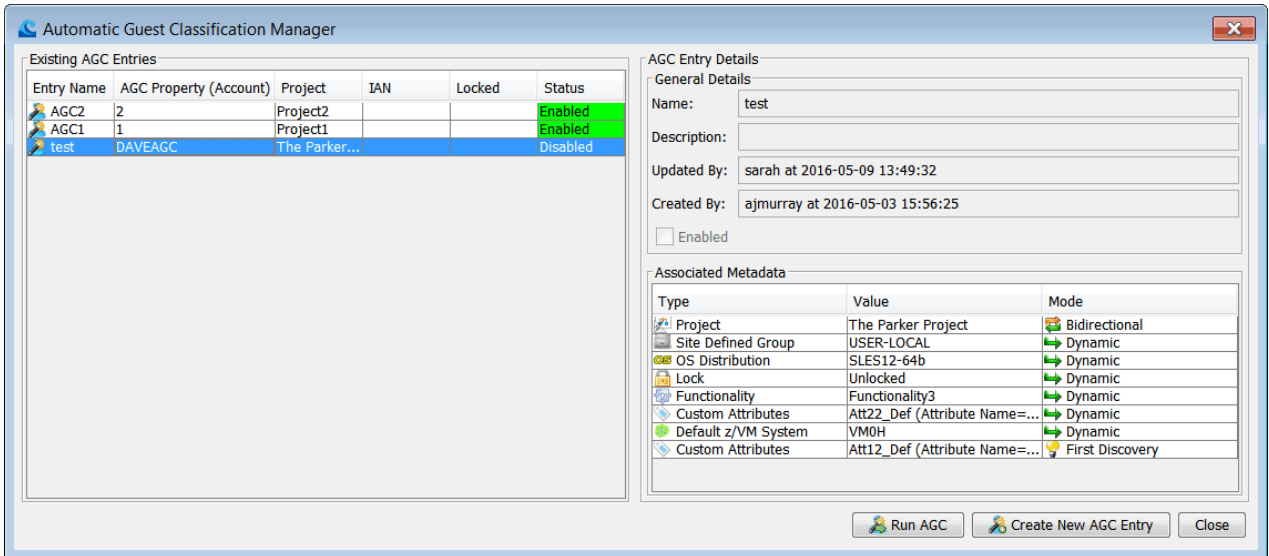 Automatic Guest Classification Manager
Existing AGC Entries
Entry Name AGC Property (Account) Project IAN Locked Status
AGC2 2 Project2 Enabled
AGC1 1 Project1 Enabled
test DAVEAGC The Parker... Disabled
AGC Entry Details
General Details
Name: test
Description:
Updated By: sarah at 2016-05-09 13:49:32
Created By: ajmurray at 2016-05-03 15:56:25
Enabled
Associated Metadata
Type Value Mode
Project The Parker Project Bidirectional
Site Defined Group USER-LOCAL Dynamic
OS OS Distribution SLES12-64b Dynamic
Lock Unlocked Dynamic
Functionality Functionality3 Dynamic
Custom Attributes Att22_Def (Attribute Name=... Dynamic
Default z/VM System VM0H Dynamic
Custom Attributes Att12_Def (Attribute Name=... First Discovery
Run AGC Create New AGC Entry Close